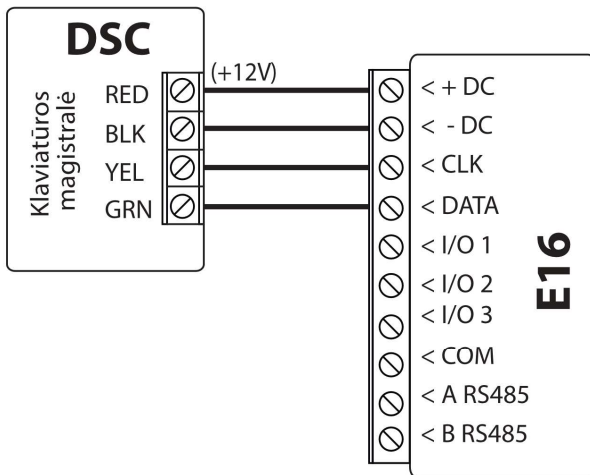 DSC
Klaviatūros
magistralė
RED
BLK
YEL
GRN
(+12V)
< + DC
< - DC
< CLK
< DATA
< I/O 1
< I/O 2
< I/O 3
< COM
< A RS485
< B RS485
E16